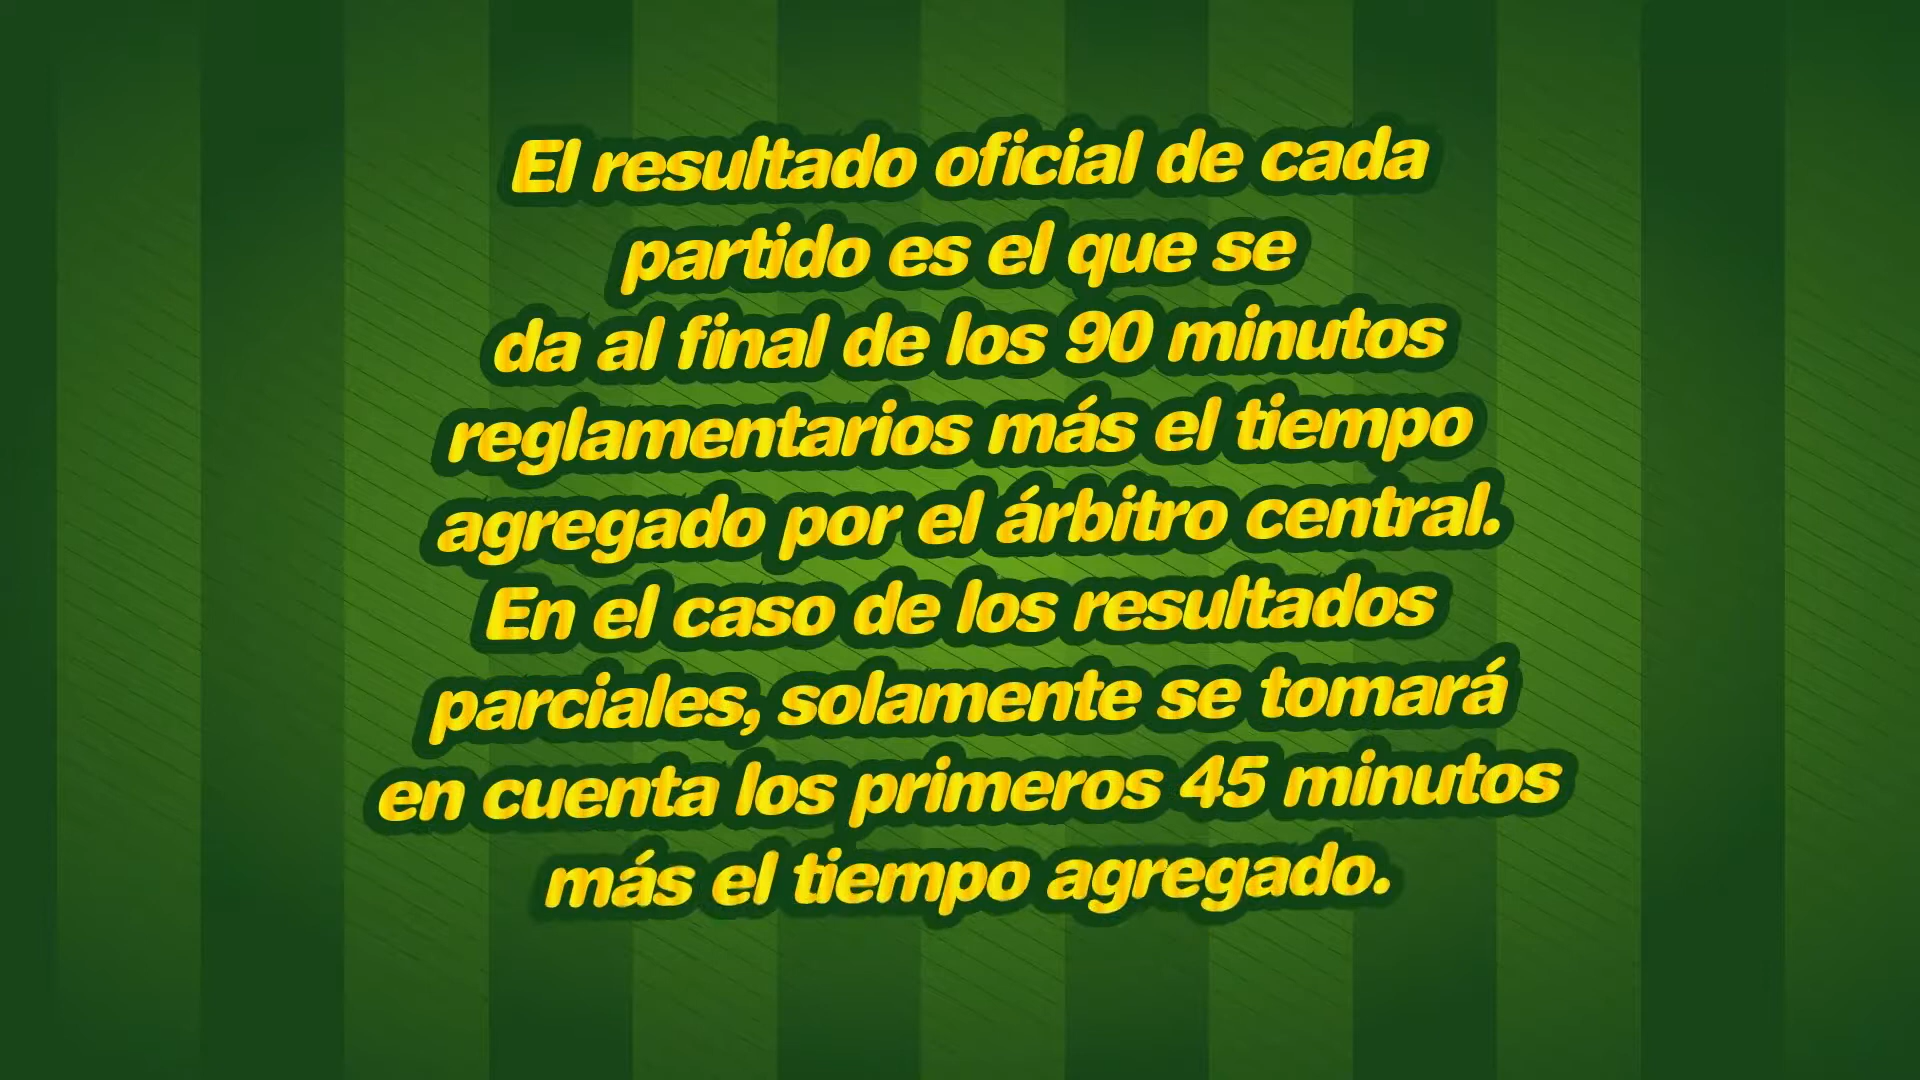 El resultado oficial de cada
partido es el que se
da al final de los 90 minutos
reglamentarios más el tiempo
agregado por el árbitro central.
En el caso de los resultados
parciales, solamente se tomará
en cuenta los primeros 45 minutos
más el tiempo agregado.